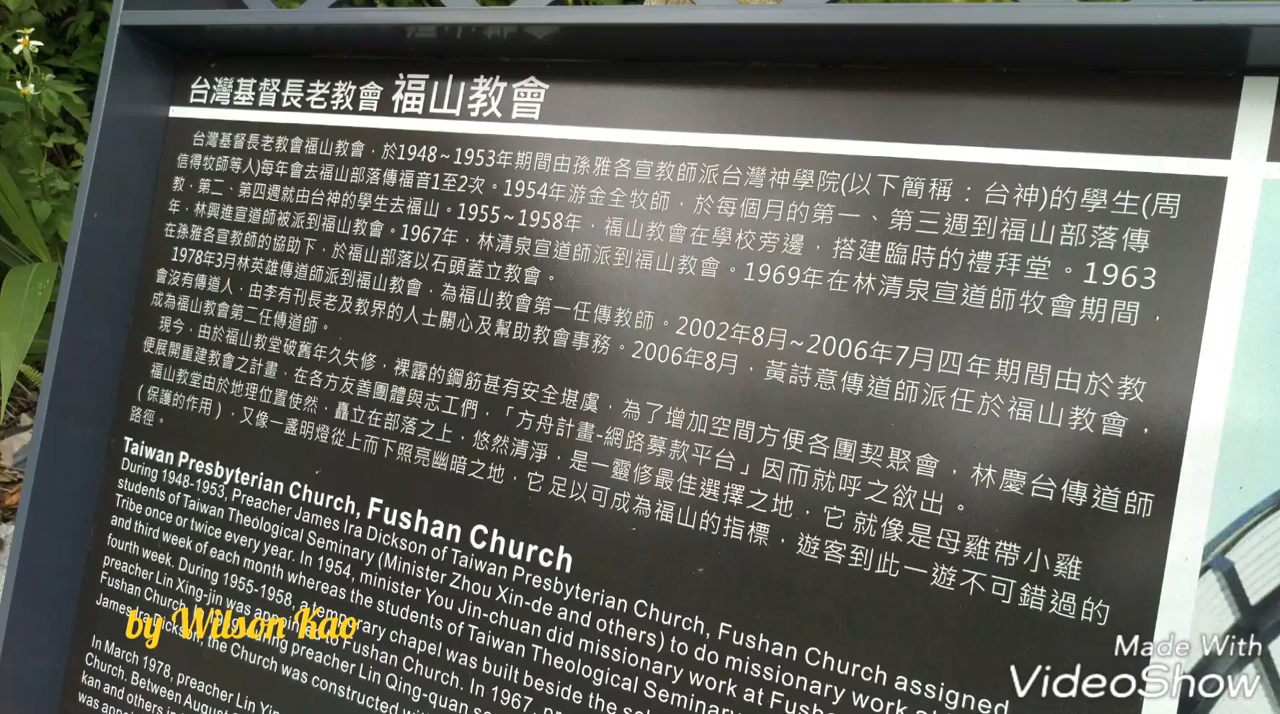 台灣基督長老教會 福山教會
台灣基督長老教會福山教會，於1948~1953年期間由孫雅各宣教師派台灣神學院(以下簡稱：台神)的學生(周
信得牧師等人)每年會去福山部落傳福音1至2次。1954年游金全牧師，於每個月的第一、第三週到福山部落傳
教，第二、第四週就由台神的學生去福山。1955~1958年，福山教會在學校旁邊，搭建臨時的禮拜堂。1963
年，林興進宣道師被派到福山教會。1967年，林清泉宣道師派到福山教會。1969年在林清泉宣道師牧會期間，
在孫雅各宣教師的協助下，於福山部落以石頭蓋立教會。
1978年3月林英雄傳道師派到福山教會，為福山教會第一任傳教師。2002年8月~2006年7月四年期間由於教
會沒有傳道人，由李有刊長老及教界的人士關心及幫助教會事務。2006年8月，黃詩意傳道師派任於福山教會，
成為福山教會第二任傳道師。
現今，由於福山教堂破舊年久失修，裸露的鋼筋甚有安全堪虞，為了增加空間方便各團契聚會，林慶台傳道師
便展開重建教會之計畫，在各方友善團體與志工們，「方舟計畫-網路募款平台」因而就呼之欲出。
福山教堂由於地理位置使然，矗立在部落之上，悠然清淨，是一靈修最佳選擇之地，它就像是母雞帶小雞
(保護的作用)，又像一盞明燈從上而下照亮幽暗之地，它足以可成為福山的指標，遊客到此一遊不可錯過的
路徑。
Taiwan Presbyterian Church, Fushan Church
During 1948-1953, Preacher James Ira Dickson of Taiwan Presbyterian Church, Fushan Church assigned
students of Taiwan Theological Seminary (Minister Zhou Xin-de and others) to do missionary work at
Tribe once or twice every year. In 1954, minister You Jin-chuan did missionary work at
and third week of each month whereas the students of Taiwan Theological Seminary
fourth week. During 1955-1958, a temporary chapel was built beside the
preacher Lin Xing-jin was appointed to Fushan Church. In 1967,
Fushan Church. During preacher Lin Qing-quan
James Ira Dickson, the Church was constructed
In March 1978, preacher Lin
Church. Between August
kan and others
was
by Wilson Kao
Made With
VideoShow